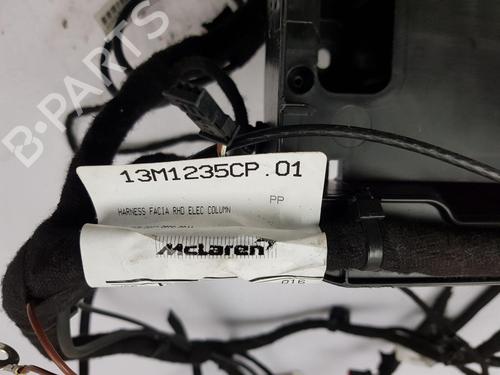 B-PARTS
13M1235CP.01
PP
HARNESS FACIA RHD ELEC COLUMN
McLaren
016